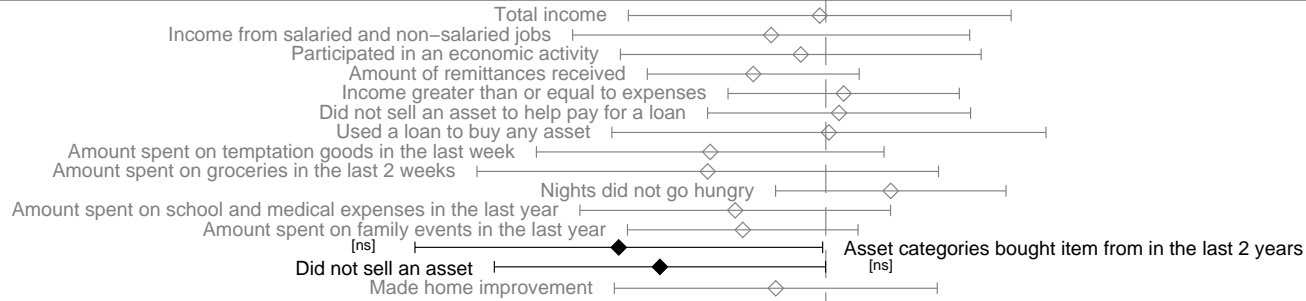 Total income
Income from salaried and non−salaried jobs
Participated in an economic activity
Amount of remittances received
Income greater than or equal to expenses
Did not sell an asset to help pay for a loan
Used a loan to buy any asset
Amount spent on temptation goods in the last week
Amount spent on groceries in the last 2 weeks
Nights did not go hungry
Amount spent on school and medical expenses in the last year
Amount spent on family events in the last year
[ns] Asset categories bought item from in the last 2 years
Did not sell an asset [ns]
Made home improvement